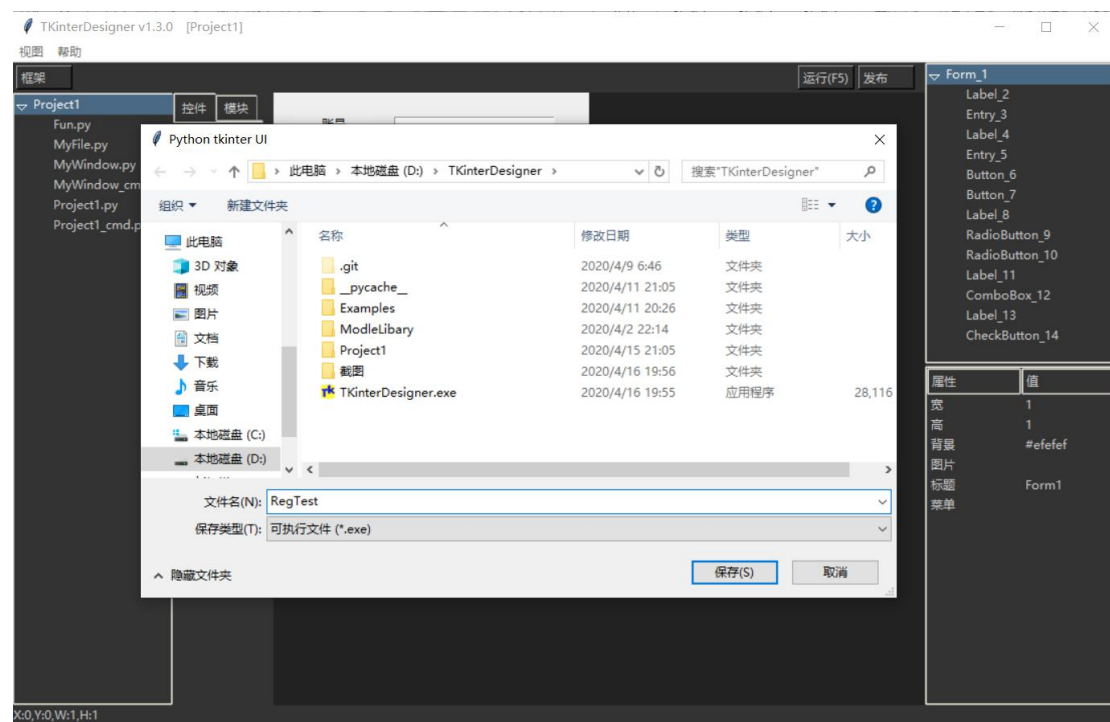 TKinterDesigner v1.3.0 [Project1]
视图 帮助
框架
运行(F5) 发布
Project1
Fun.py
MyFile.py
MyWindow.py
MyWindow_cm
Project1.py
Project1_cmd.p
控件 模块
Python tkinter UI
此电脑 > 本地磁盘 (D:) > TKinterDesigner >
搜索"TKinterDesigner"
组织 新建文件夹
此电脑
3D 对象
视频
图片
文档
下载
音乐
桌面
本地磁盘 (C:)
本地磁盘 (D:)
名称 修改日期 类型 大小
.git 2020/4/9 6:46 文件夹
__pycache__ 2020/4/11 21:05 文件夹
Examples 2020/4/11 20:26 文件夹
ModleLibary 2020/4/2 22:14 文件夹
Project1 2020/4/15 21:05 文件夹
截图 2020/4/16 19:56 文件夹
TKinterDesigner.exe 2020/4/16 19:55 应用程序 28,116
文件名(N): RegTest
保存类型(T): 可执行文件 (*.exe)
隐藏文件夹
保存(S) 取消
Form_1
Label_2
Entry_3
Label_4
Entry_5
Button_6
Button_7
Label_8
RadioButton_9
RadioButton_10
Label_11
ComboBox_12
Label_13
CheckButton_14
属性 值
宽 1
高 1
背景 #efefef
图片
标题 Form1
菜单
X:0,Y:0,W:1,H:1